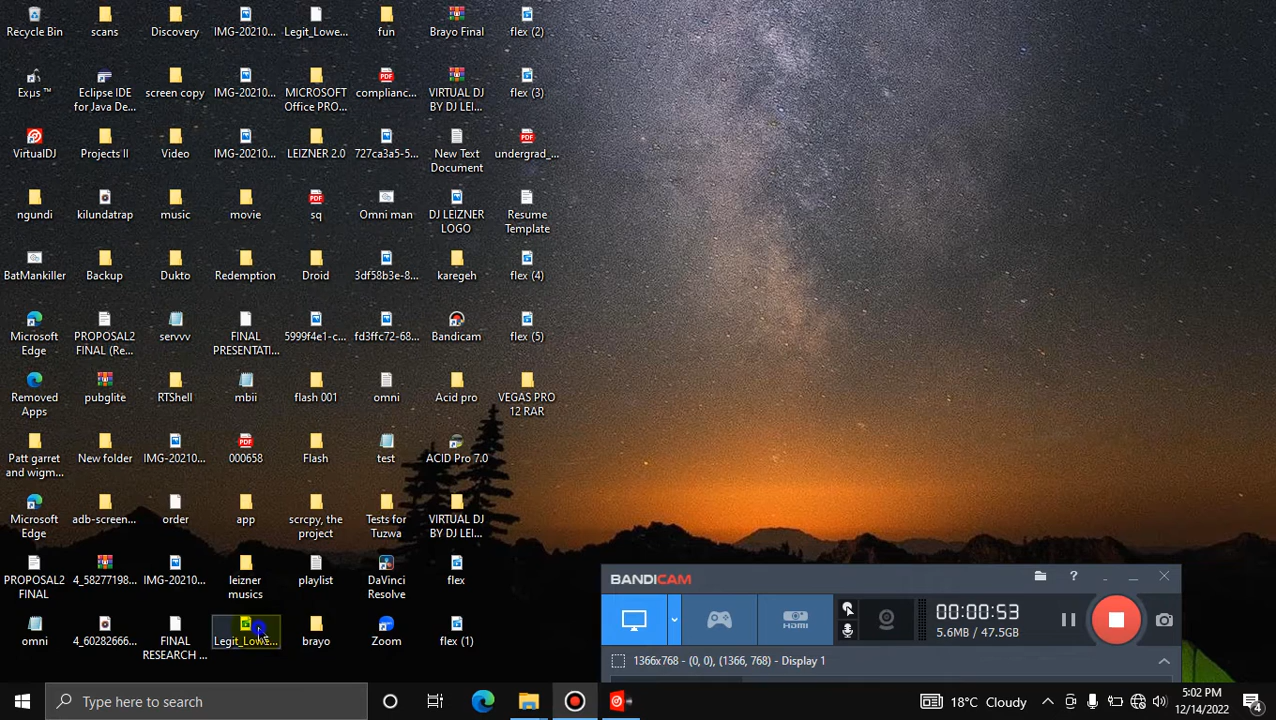 Recycle Bin
scans
Discovery
IMG-20210...
Legit_Lowe...
fun
Brayo Final
flex (2)
Exµs ™
Eclipse IDE
for Java De...
screen copy
IMG-20210...
MICROSOFT
Office PRO...
complianc...
VIRTUAL DJ
BY DJ LEI...
flex (3)
VirtualDJ
Projects II
Video
IMG-20210...
LEIZNER 2.0
727ca3a5-5...
New Text
Document
undergrad_...
ngundi
kilundatrap
music
movie
sq
Omni man
DJ LEIZNER
LOGO
Resume
Template
BatMankiller
Backup
Dukto
Redemption
Droid
3df58b3e-8...
karegeh
flex (4)
Microsoft
Edge
PROPOSAL2
FINAL (Re...
servvv
FINAL
PRESENTATI...
5999f4e1-c...
fd3ffc72-68...
Bandicam
flex (5)
Removed
Apps
pubglite
RTShell
mbii
flash 001
omni
Acid pro
VEGAS PRO
12 RAR
Patt garret
and wigm...
New folder
IMG-20210...
000658
Flash
test
ACID Pro 7.0
Microsoft
Edge
adb-screen...
order
app
scrcpy, the
project
Tests for
Tuzwa
VIRTUAL DJ
BY DJ LEI...
PROPOSAL2
FINAL
4_58277198...
IMG-20210...
leizner
musics
playlist
DaVinci
Resolve
flex
omni
4_60282666...
FINAL
RESEARCH ...
Legit_Lowe...
brayo
Zoom
flex (1)
BANDICAM
HDMI
00:00:53
5.6MB / 47.5GB
1366x768 - (0, 0), (1366, 768) - Display 1
Type here to search
18°C Cloudy
5:02 PM
12/14/2022
4